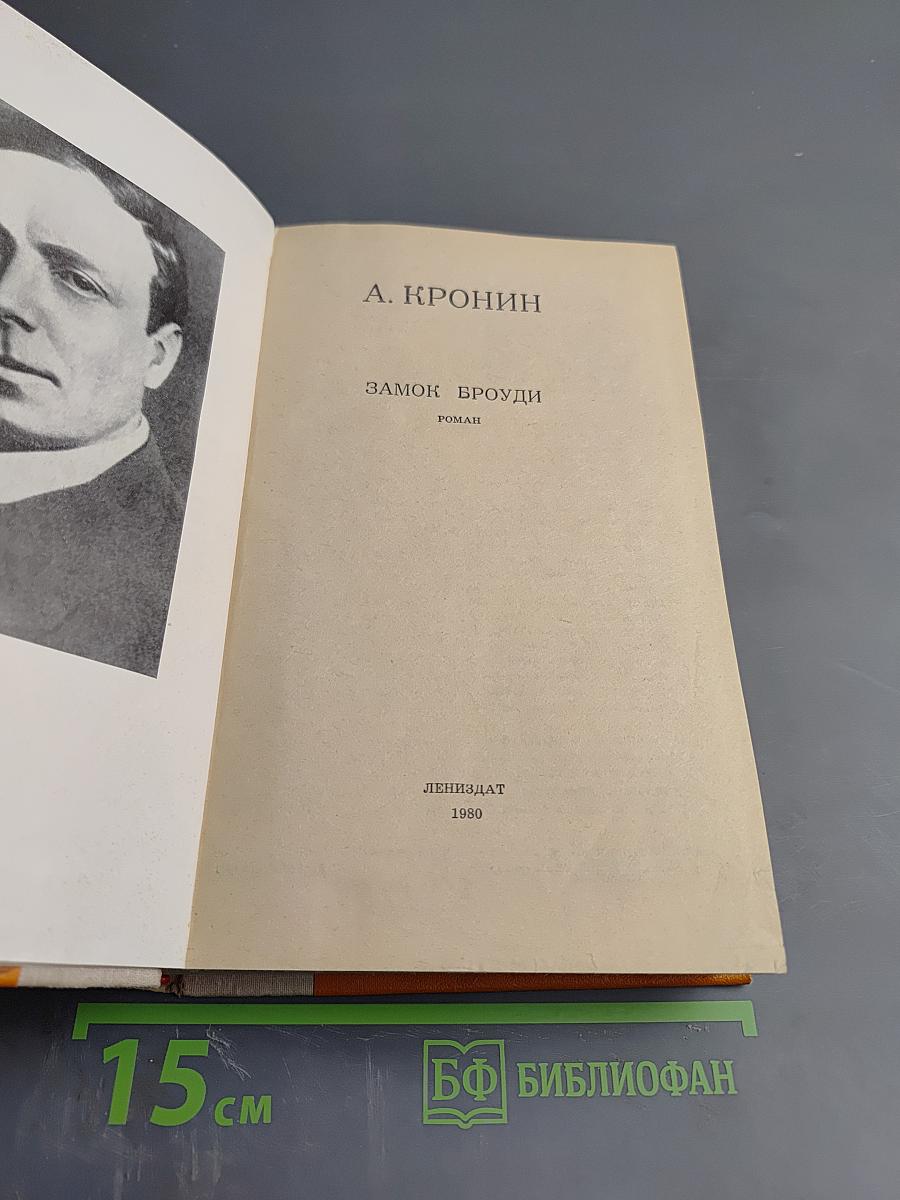 А. КРОНИН
ЗАМОК БРОУДИ
РОМАН
ЛЕНИЗДАТ
1980
15 см
БФ БИБЛИОФАН